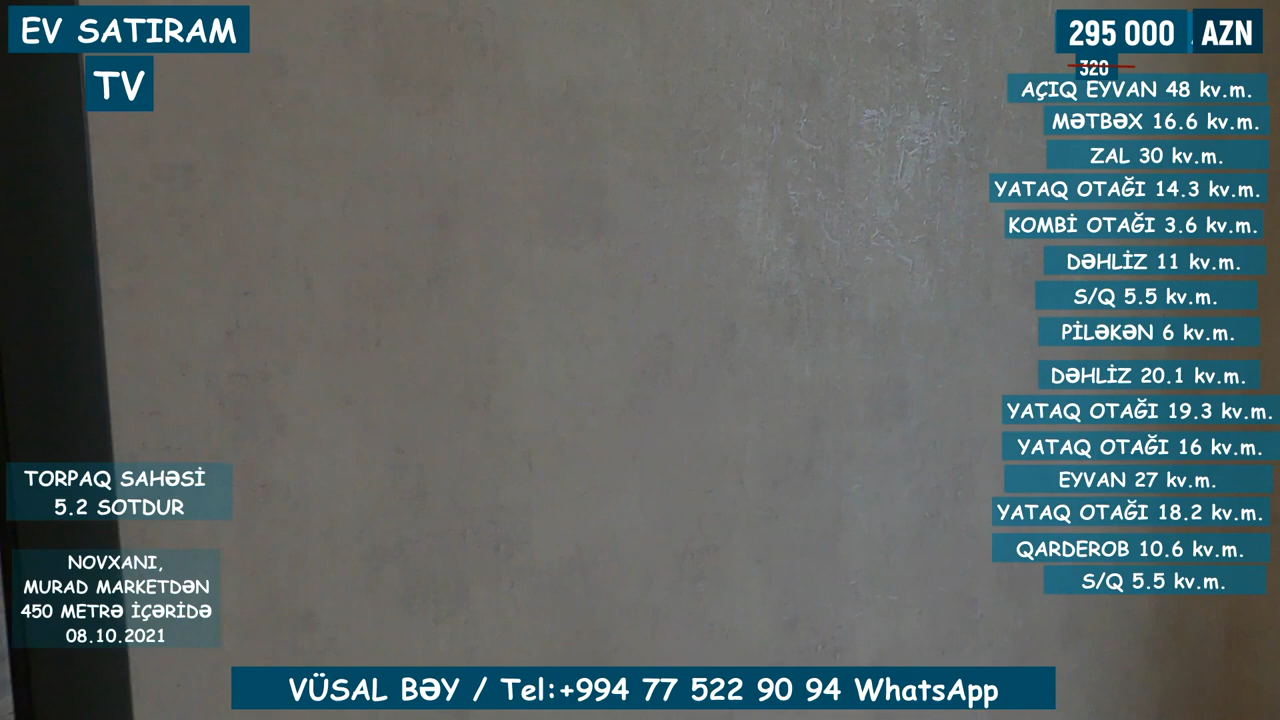 EV SATIRAM
TV
295 000 AZN
320
AÇIQ EYVAN 48 kv.m.
MƏTBƏX 16.6 kv.m.
ZAL 30 kv.m.
YATAQ OTAĞI 14.3 kv.m.
KOMBİ OTAĞI 3.6 kv.m.
DƏHLİZ 11 kv.m.
S/Q 5.5 kv.m.
PİLƏKƏN 6 kv.m.
DƏHLİZ 20.1 kv.m.
YATAQ OTAĞI 19.3 kv.m.
YATAQ OTAĞI 16 kv.m.
EYVAN 27 kv.m.
YATAQ OTAĞI 18.2 kv.m.
QARDEROB 10.6 kv.m.
S/Q 5.5 kv.m.
TORPAQ SAHƏSİ
5.2 SOTDUR
NOVXANI,
MURAD MARKETDƏN
450 METRƏ İÇƏRİDƏ
08.10.2021
VÜSAL BƏY / Tel:+994 77 522 90 94 WhatsApp